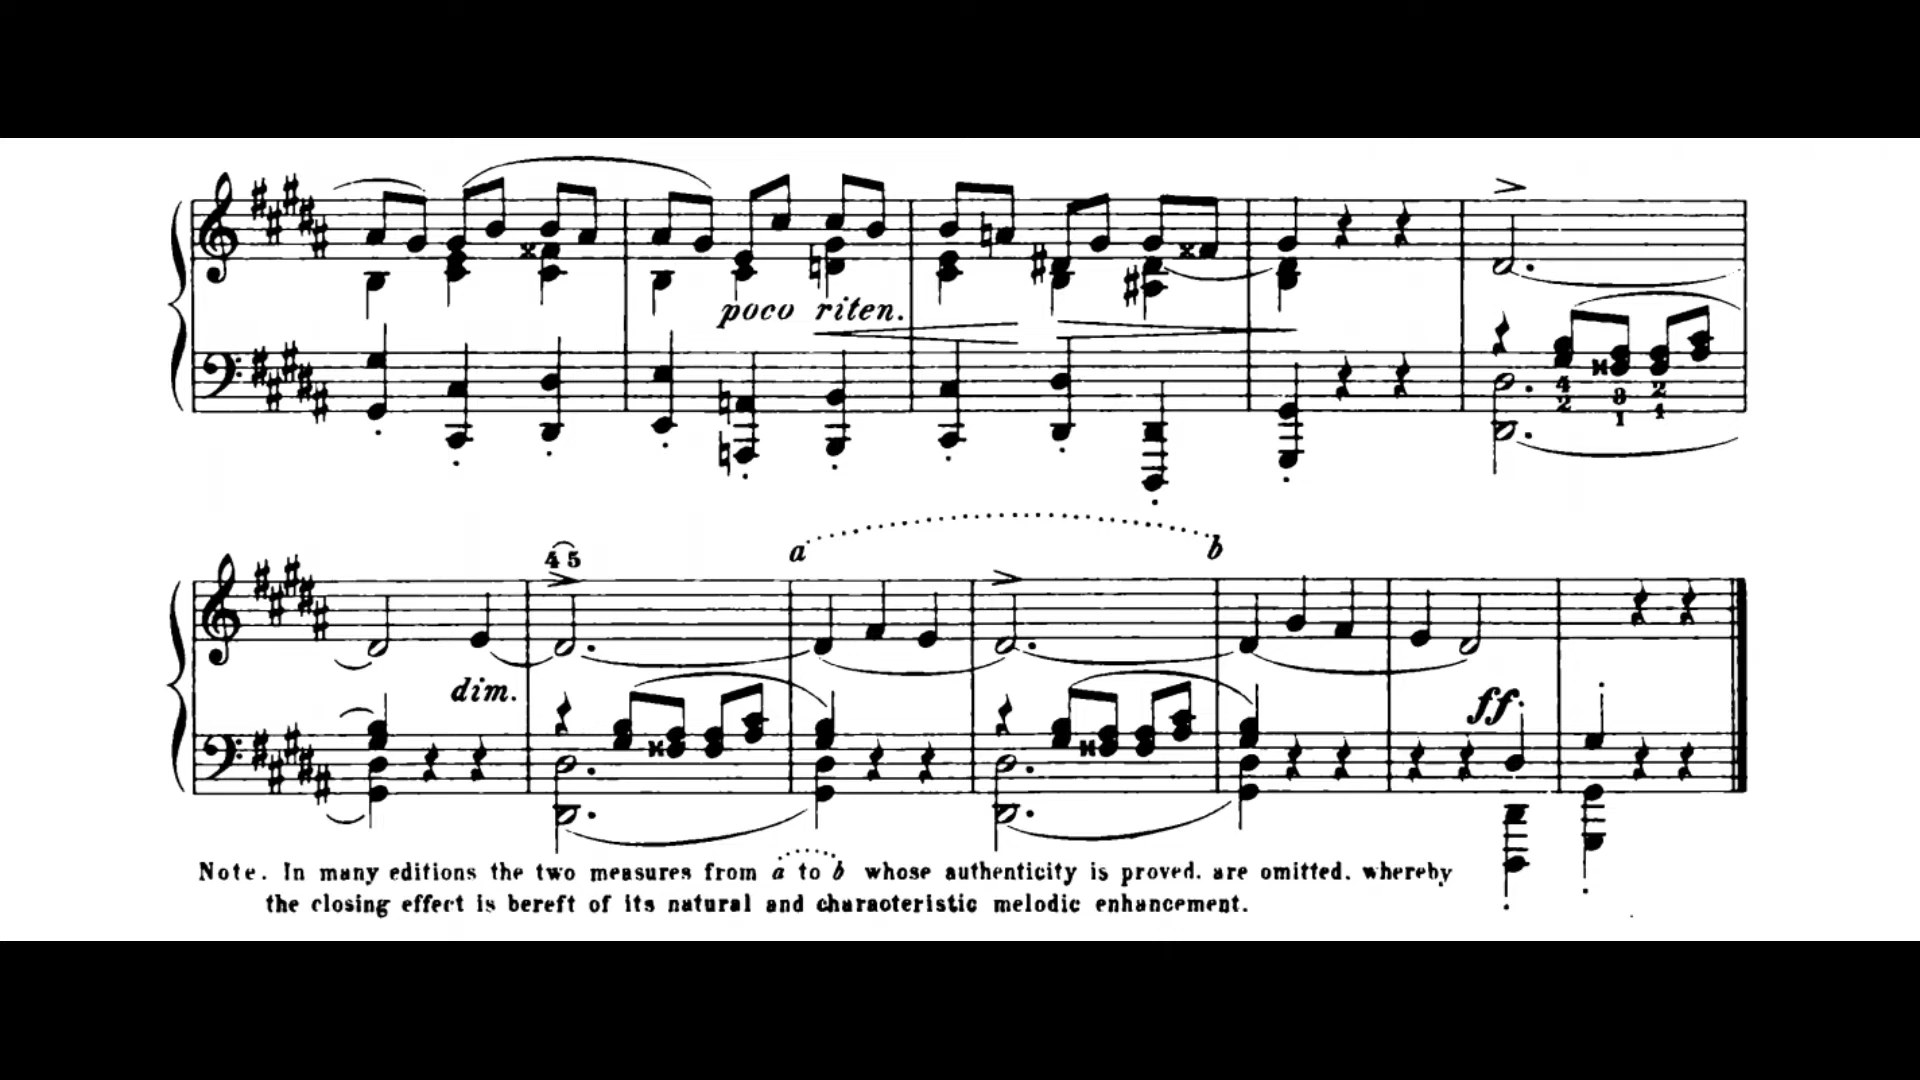 poco riten.
4 3 2
2 1 1
4 5 a b
dim.
ff
Note. In many editions the two measures from a to b whose authenticity is proved. are omitted. whereby
the closing effect is bereft of its natural and characteristic melodic enhancement.